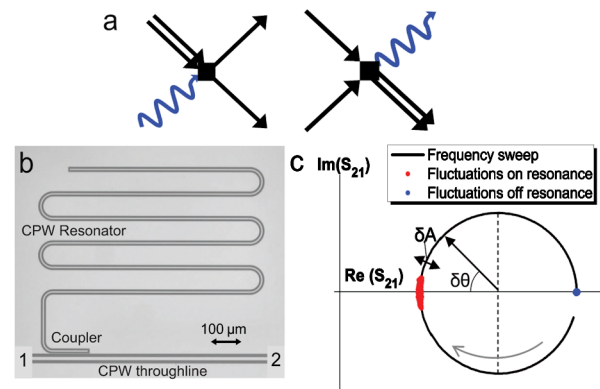 a
b
CPW Resonator
Coupler
100 μm
1
2
CPW throughline
c
Im(S21)
Frequency sweep
Fluctuations on resonance
Fluctuations off resonance
δA
Re (S21)
δθ